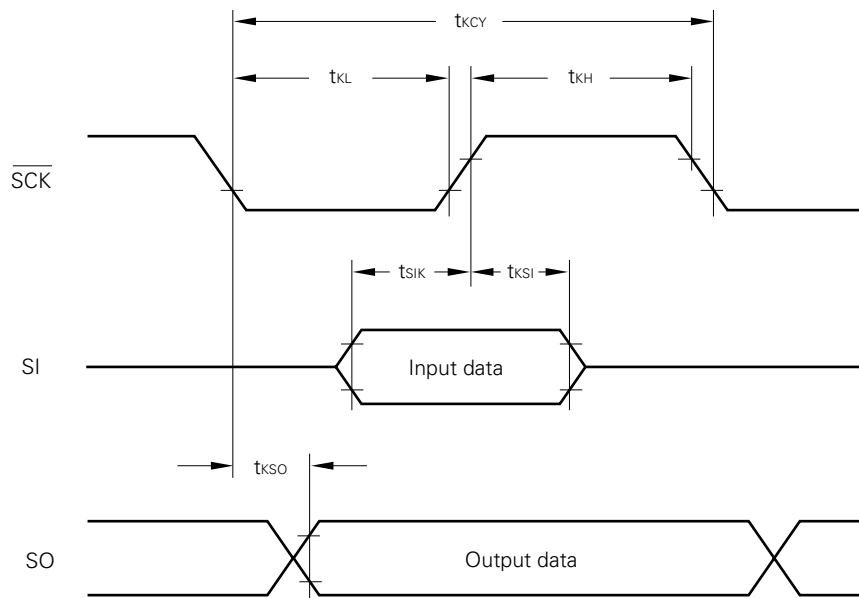 tKCY
tKL
tKH
SCK
tSIK
tKSI
SI
Input data
tKSO
SO
Output data